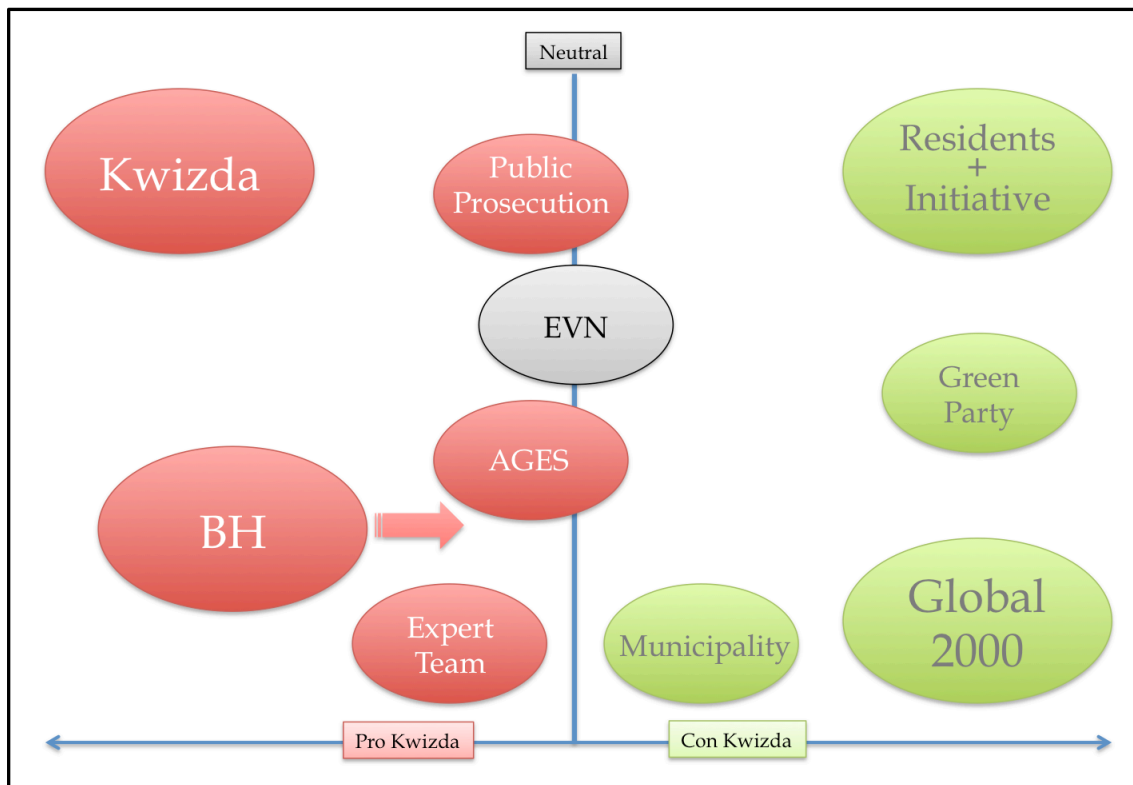 Neutral
Kwizda
Public
Prosecution
Residents
+
Initiative
EVN
Green
Party
AGES
BH
Expert
Team
Municipality
Global
2000
Pro Kwizda
Con Kwizda